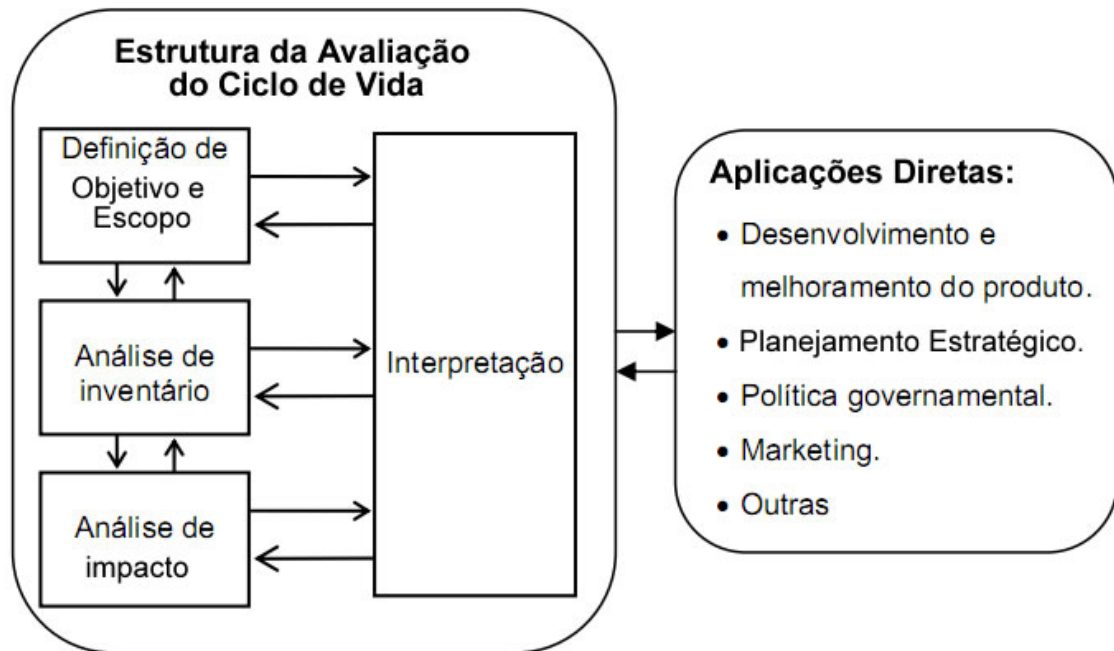 Estrutura da Avaliação
do Ciclo de Vida
Definição de
Objetivo e
Escopo
Análise de
inventário
Análise de
impacto
Interpretação
Aplicações Diretas:
• Desenvolvimento e
melhoramento do produto.
• Planejamento Estratégico.
• Política governamental.
• Marketing.
• Outras